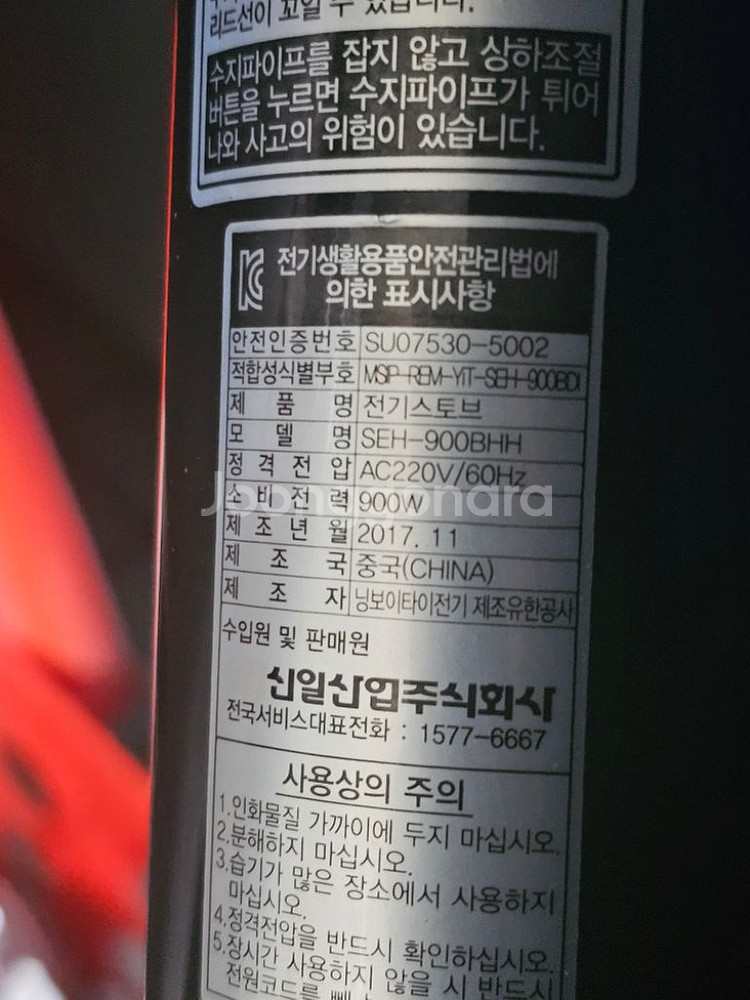 리드선이 꼬일 수 있습니다.
수지파이프를 잡지 않고 상하조절
버튼을 누르면 수지파이프가 튀어
나와 사고의 위험이 있습니다.
전기생활용품안전관리법에
의한 표시사항
안전인증번호 SU07530-5002
적합성식별부호 MSIP-REM-YIT-SEH-900BDI
제 품 명 전기스토브
모 델 명 SEH-900BHH
정격전압 AC220V/60Hz
소비전력 900W
제조년월 2017. 11
제 조 국 중국(CHINA)
제 조 자 닝보이타이전기 제조유한공사
Joonggonara
수입원 및 판매원
신일산업주식회사
전국서비스대표전화 : 1577-6667
사용상의 주의
1.인화물질 가까이에 두지 마십시오.
2.분해하지 마십시오.
3.습기가 많은 장소에서 사용하지
마십시오.
4.정격전압을 반드시 확인하십시오.
5.장시간 사용하지 않을 시 반드시
전원코드를